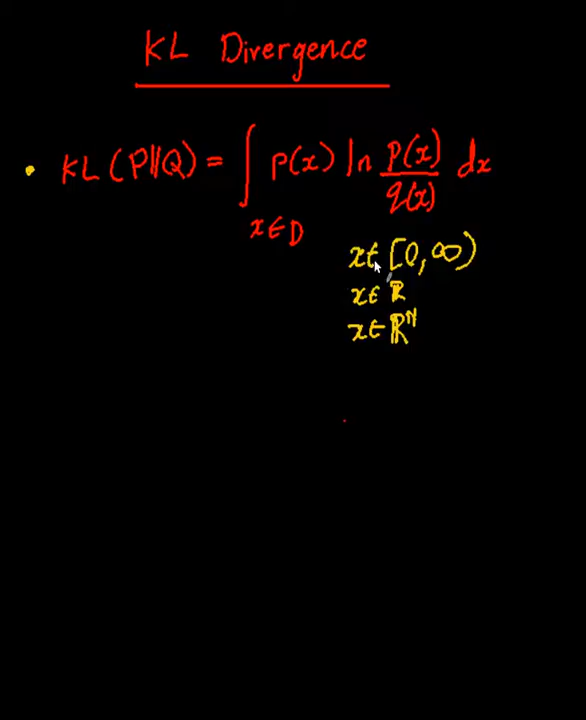 KL Divergence
• KL(P||Q) = ∫ p(x) ln p(x)/q(x) dx
x∈D
x∈[0,∞)
x∈ℝ
x∈ℝᴺ